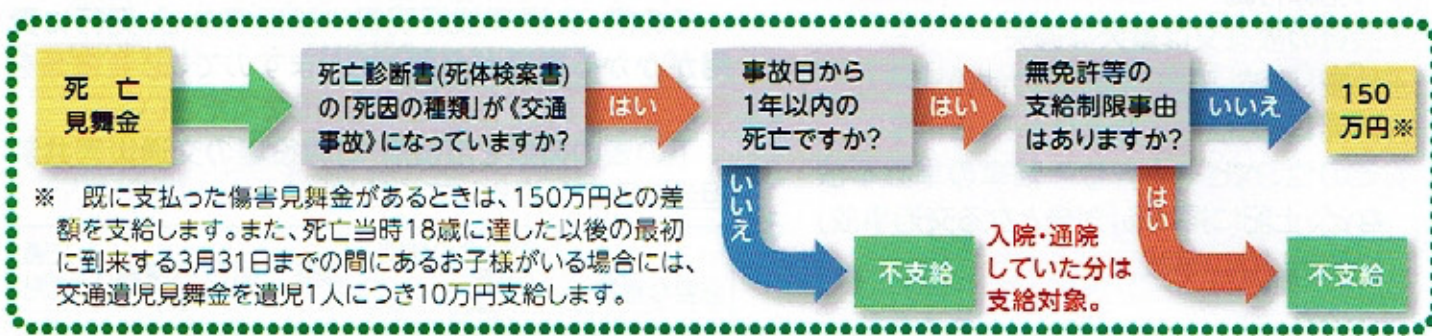 死 亡
見舞金
死亡診断書(死体検案書)
の「死因の種類」が《交通
事故》になっていますか?
はい
事故日から
1年以内の
死亡ですか?
はい
無免許等の
支給制限事由
はありますか?
いいえ
150
万円※
※ 既に支払った傷害見舞金があるときは、150万円との差
額を支給します。また、死亡当時18歳に達した以後の最初
に到来する3月31日までの間にあるお子様がいる場合には、
交通遺児見舞金を遺児1人につき10万円支給します。
いいえ
不支給
入院・通院
していた分は
支給対象。
はい
不支給